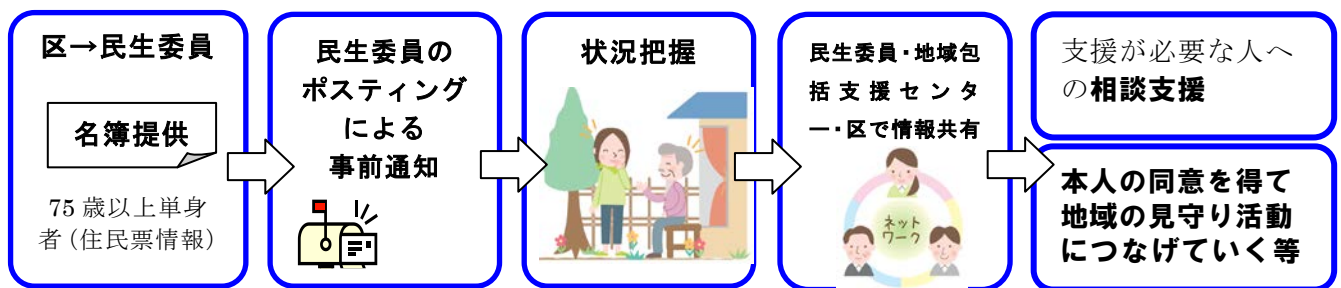 区→民生委員
名簿提供
75 歳以上単身
者(住民票情報)
民生委員の
ポスティング
による
事前通知
状況把握
民生委員・地域包
括支援センタ
ー・区で情報共有
ネット
ワーク
支援が必要な人へ
の相談支援
本人の同意を得て
地域の見守り活動
につなげていく等